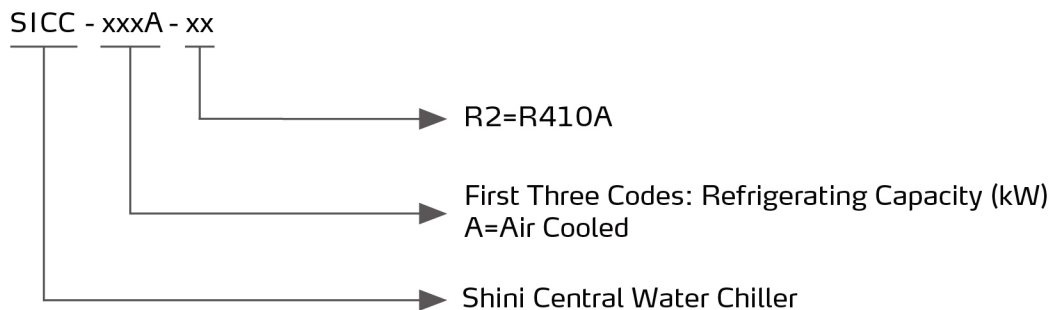 SICC - xxxA - xx
R2=R410A
First Three Codes: Refrigerating Capacity (kW)
A=Air Cooled
Shini Central Water Chiller